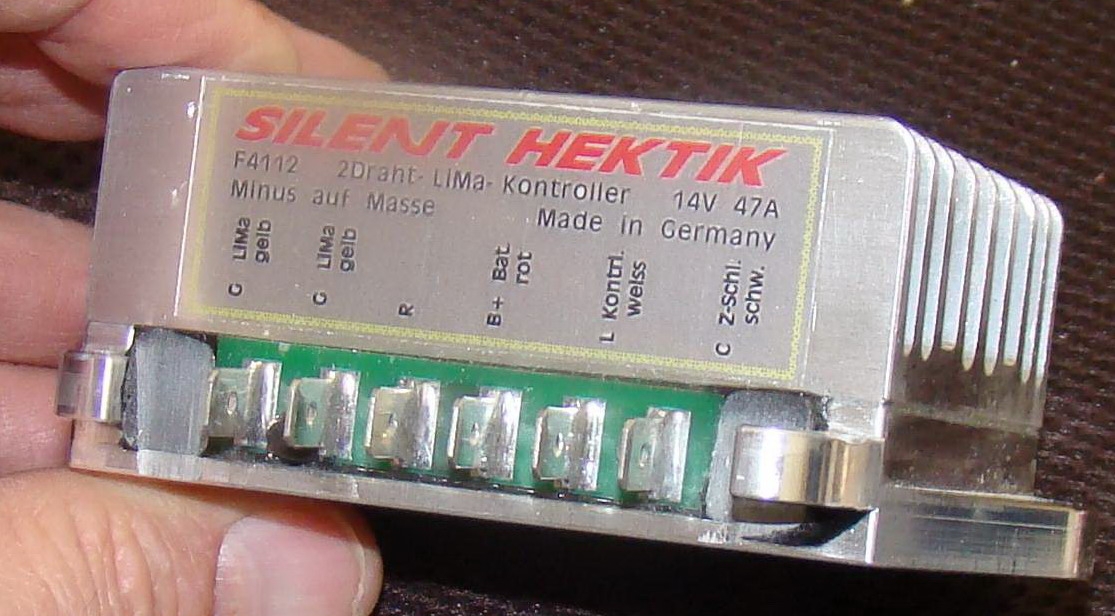 SILENT HEKTIK
F4112 2Draht- LiMa- Kontroller 14V 47A
Minus auf Masse Made in Germany
G LiMa
gelb
G LiMa
gelb
R
B+ Bat.
rot
L Kontrl.
weiss
C Z-Schl.
schw.